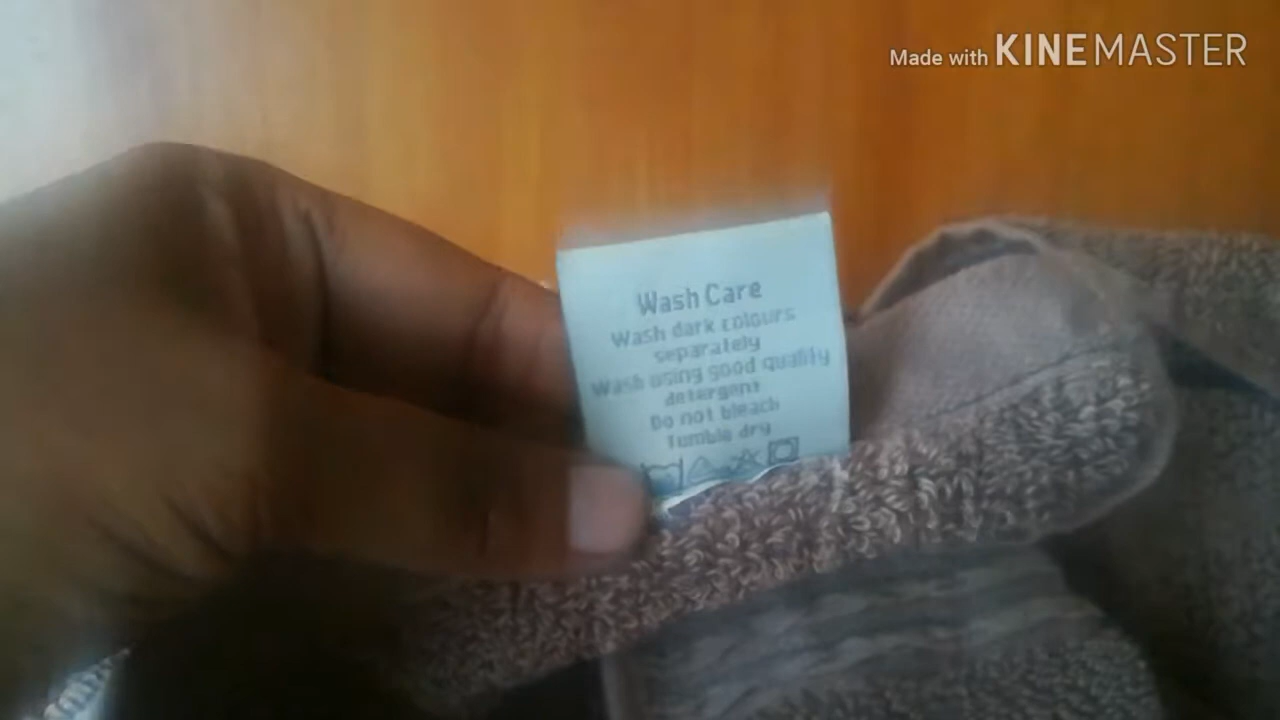 Made with KINEMASTER
Wash Care
Wash dark colours
separately
Wash using good quality
detergent
Do not bleach
Tumble dry